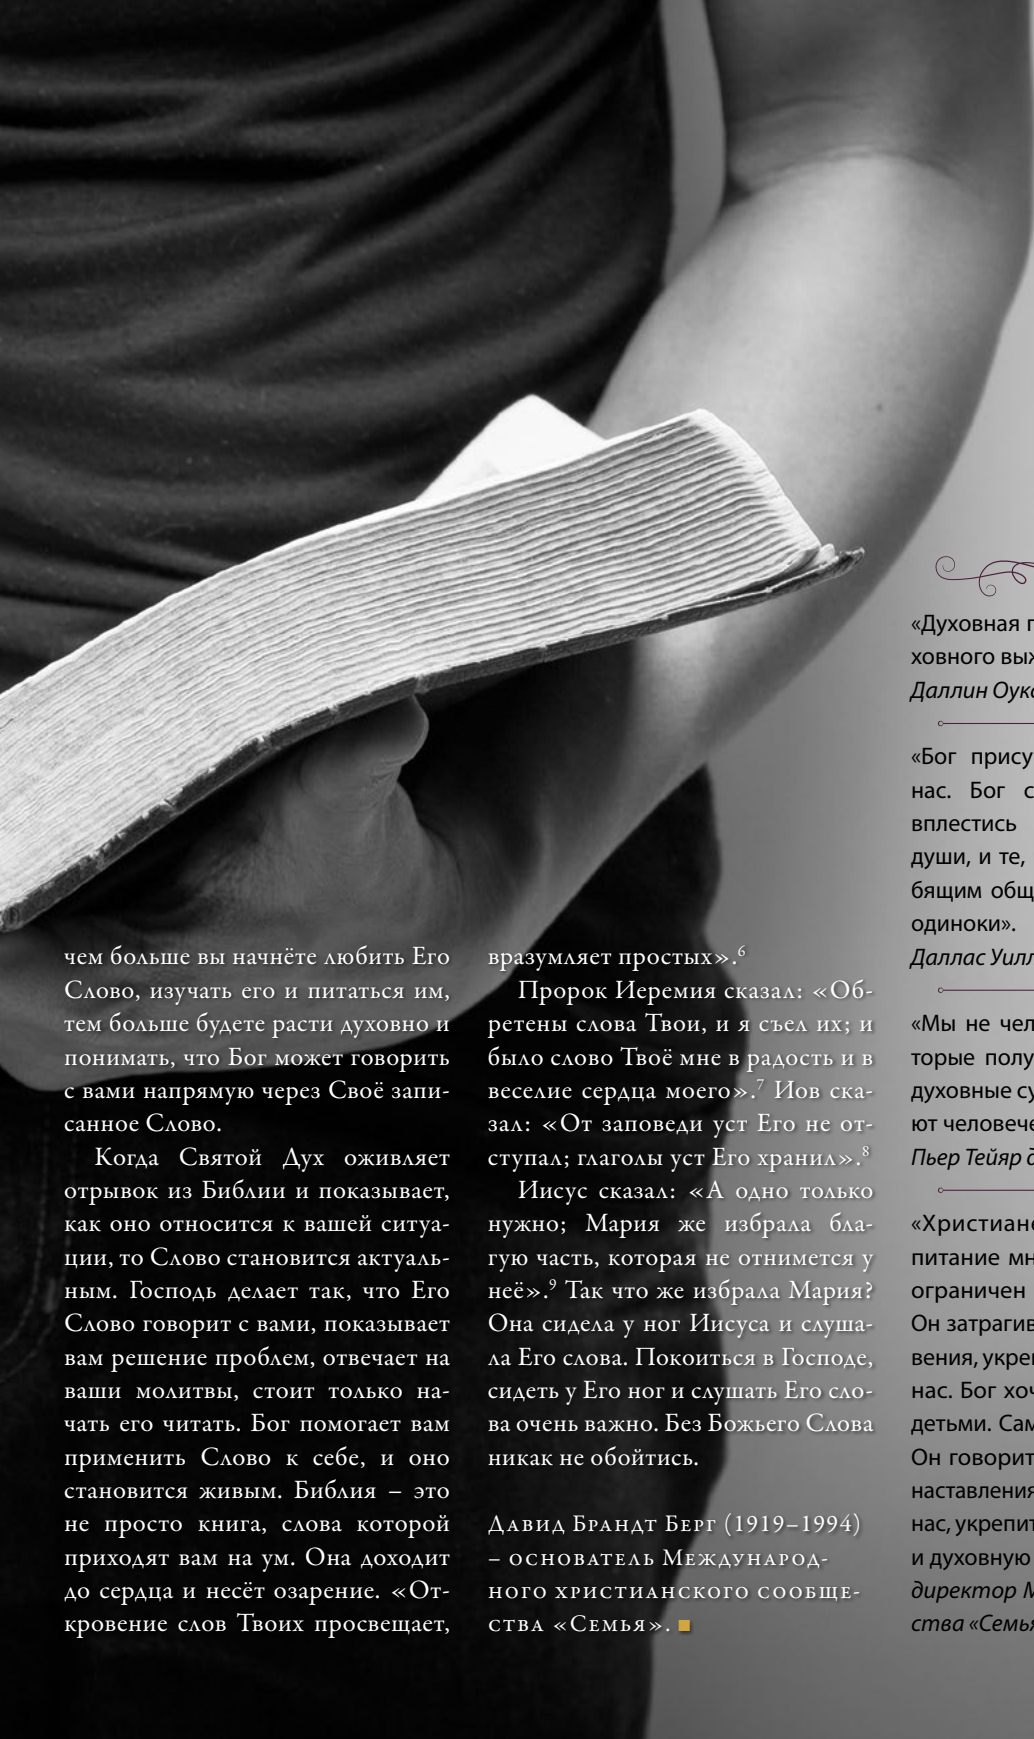 чем больше вы начнёте любить Его
Слово, изучать его и питаться им,
тем больше будете расти духовно и
понимать, что Бог может говорить
с вами напрямую через Своё запи-
санное Слово.
Когда Святой Дух оживляет
отрывок из Библии и показывает,
как оно относится к вашей ситуа-
ции, то Слово становится актуаль-
ным. Господь делает так, что Его
Слово говорит с вами, показывает
вам решение проблем, отвечает на
ваши молитвы, стоит только на-
чать его читать. Бог помогает вам
применить Слово к себе, и оно
становится живым. Библия – это
не просто книга, слова которой
приходят вам на ум. Она доходит
до сердца и несёт озарение. «От-
кровение слов Твоих просвещает,
вразумляет простых».6
Пророк Иеремия сказал: «Об-
ретены слова Твои, и я съел их; и
было слово Твоё мне в радость и в
веселие сердца моего».7 Иов ска-
зал: «От заповеди уст Его не от-
ступал; глаголы уст Его хранил».8
Иисус сказал: «А одно только
нужно; Мария же избрала бла-
гую часть, которая не отнимется у
неё».9 Так что же избрала Мария?
Она сидела у ног Иисуса и слуша-
ла Его слова. Покоиться в Господе,
сидеть у Его ног и слушать Его сло-
ва очень важно. Без Божьего Слова
никак не обойтись.
Давид Брандт Берг (1919–1994)
– основатель Международ-
ного христианского сообще-
ства «Семья».
«Духовная
ховного
Даллин
«Бог
нас. Бог
вплестись
души, и те,
бящим
одиноки».
Даллас
«Мы не
торые
духовные
ют
Пьер Тейяр
питание
ограничен
Он
вения,
нас. Бог
детьми.
Он говорит
наставления
нас,
и духовную
директор
ства